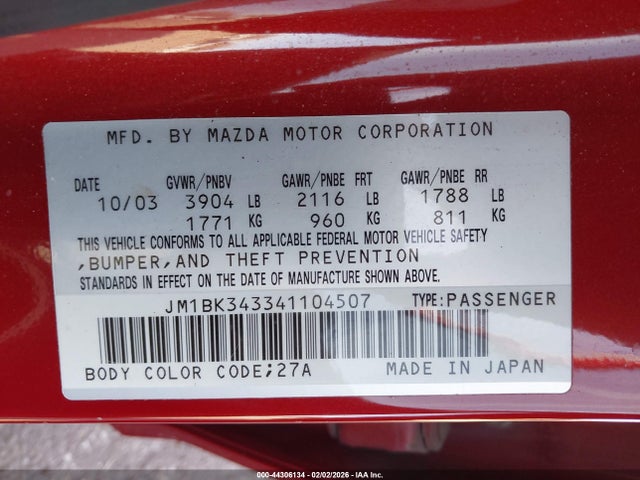 MFD. BY MAZDA MOTOR CORPORATION
DATE GVWR/PNBV GAWR/PNBE FRT GAWR/PNBE RR
10/03 3904 LB 2116 LB 1788 LB
1771 KG 960 KG 811 KG
THIS VEHICLE CONFORMS TO ALL APPLICABLE FEDERAL MOTOR VEHICLE SAFETY
,BUMPER,AND THEFT PREVENTION
STANDARDS IN EFFECT ON THE DATE OF MANUFACTURE SHOWN ABOVE.
JM1BK343341104507 TYPE:PASSENGER
BODY COLOR CODE;27A MADE IN JAPAN
000-44306134 - 02/02/2026 - IAA Inc.